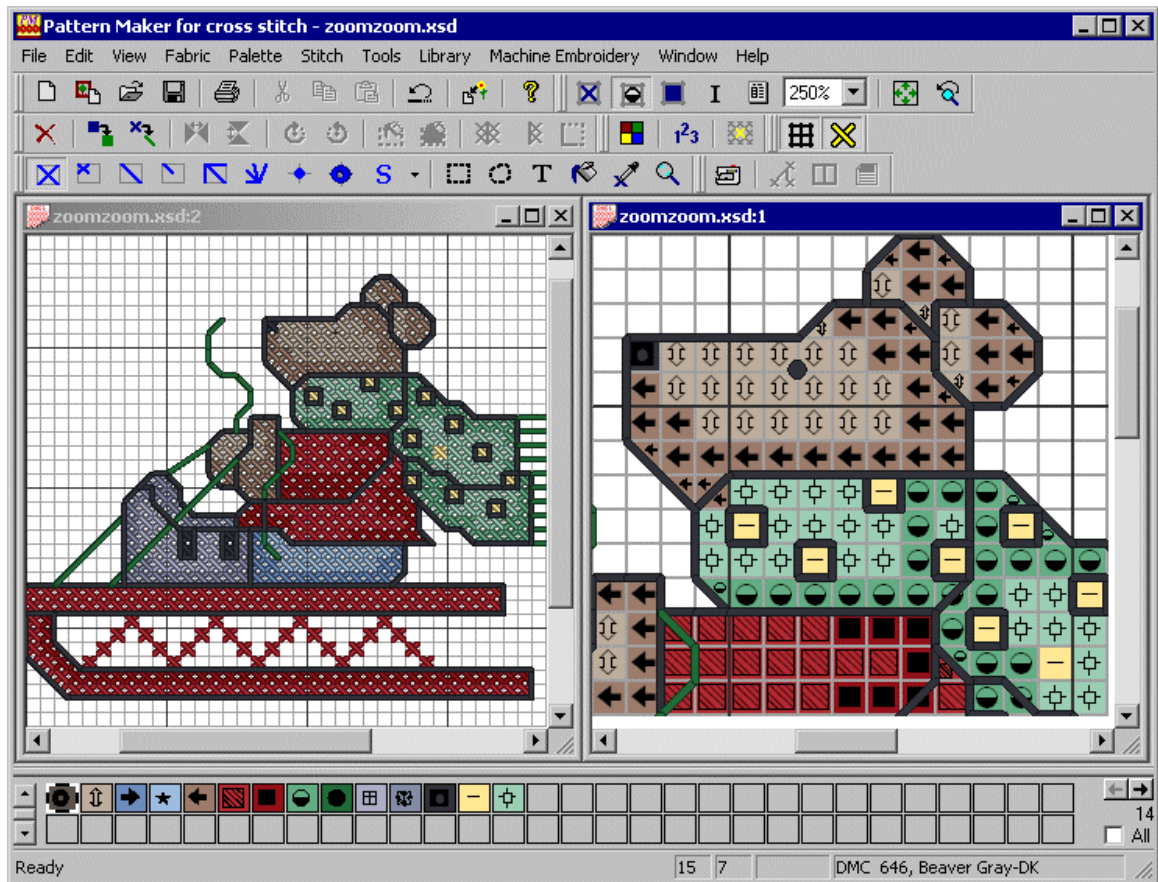 Pattern Maker for cross stitch - zoomzoom.xsd
File Edit View Fabric Palette Stitch Tools Library Machine Embroidery Window Help
250%
1²3
S T
zoomzoom.xsd:2
zoomzoom.xsd:1
14
All
Ready 15 7 DMC 646, Beaver Gray-DK